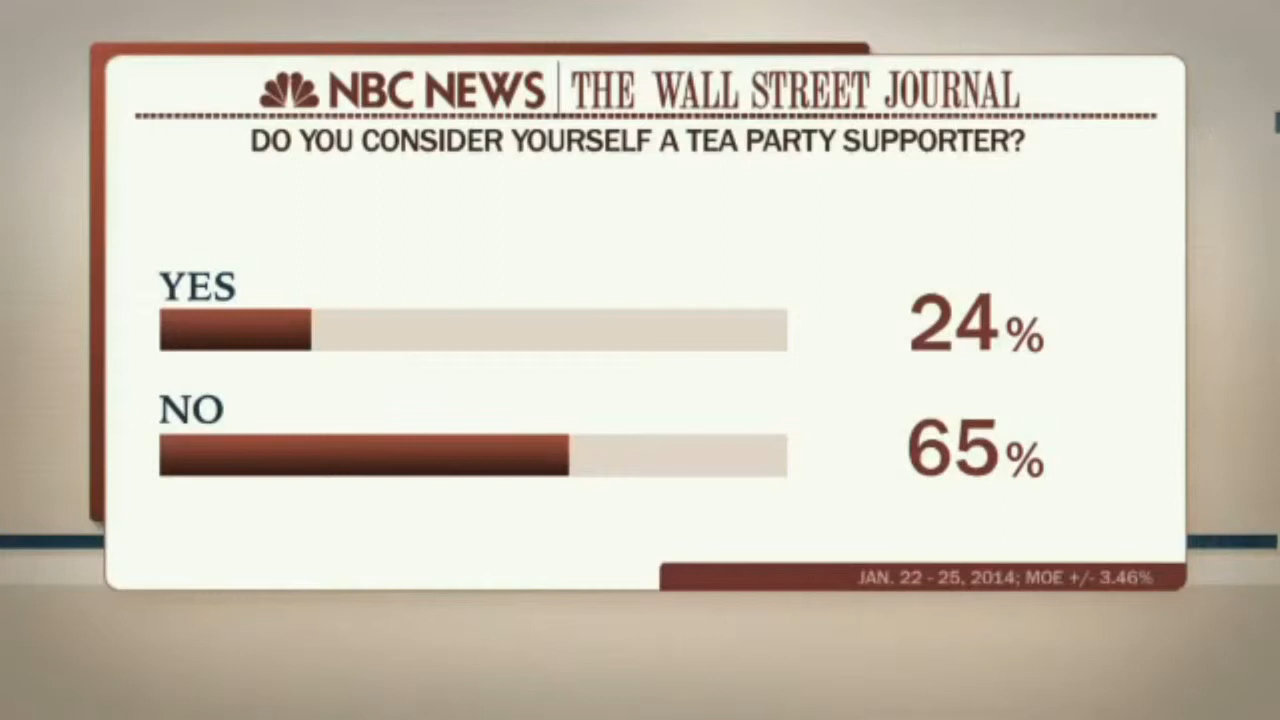 NBC NEWS | THE WALL STREET JOURNAL
DO YOU CONSIDER YOURSELF A TEA PARTY SUPPORTER?
YES
24%
NO
65%
JAN. 22 - 25, 2014; MOE +/- 3.46%